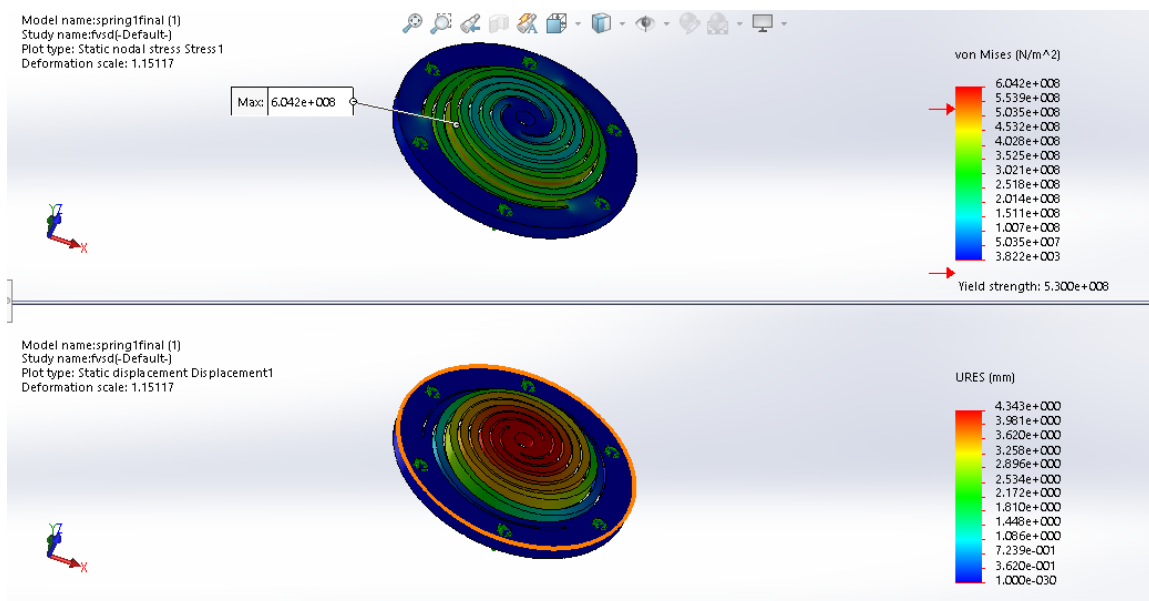 Model name:spring1final (1)
Study name:fvsd(-Default-)
Plot type: Static nodal stress Stress1
Deformation scale: 1.15117
von Mises (N/m^2)
Max: 6.042e+008
6.042e+008
5.539e+008
5.035e+008
4.532e+008
4.028e+008
3.525e+008
3.021e+008
2.518e+008
2.014e+008
1.511e+008
1.007e+008
5.035e+007
3.822e+003
Yield strength: 5.300e+008
Y
Z
X
Model name:spring1final (1)
Study name:fvsd(-Default-)
Plot type: Static displacement Displacement1
Deformation scale: 1.15117
URES (mm)
4.343e+000
3.981e+000
3.620e+000
3.258e+000
2.896e+000
2.534e+000
2.172e+000
1.810e+000
1.448e+000
1.086e+000
7.239e-001
3.620e-001
1.000e-030
Y
Z
X